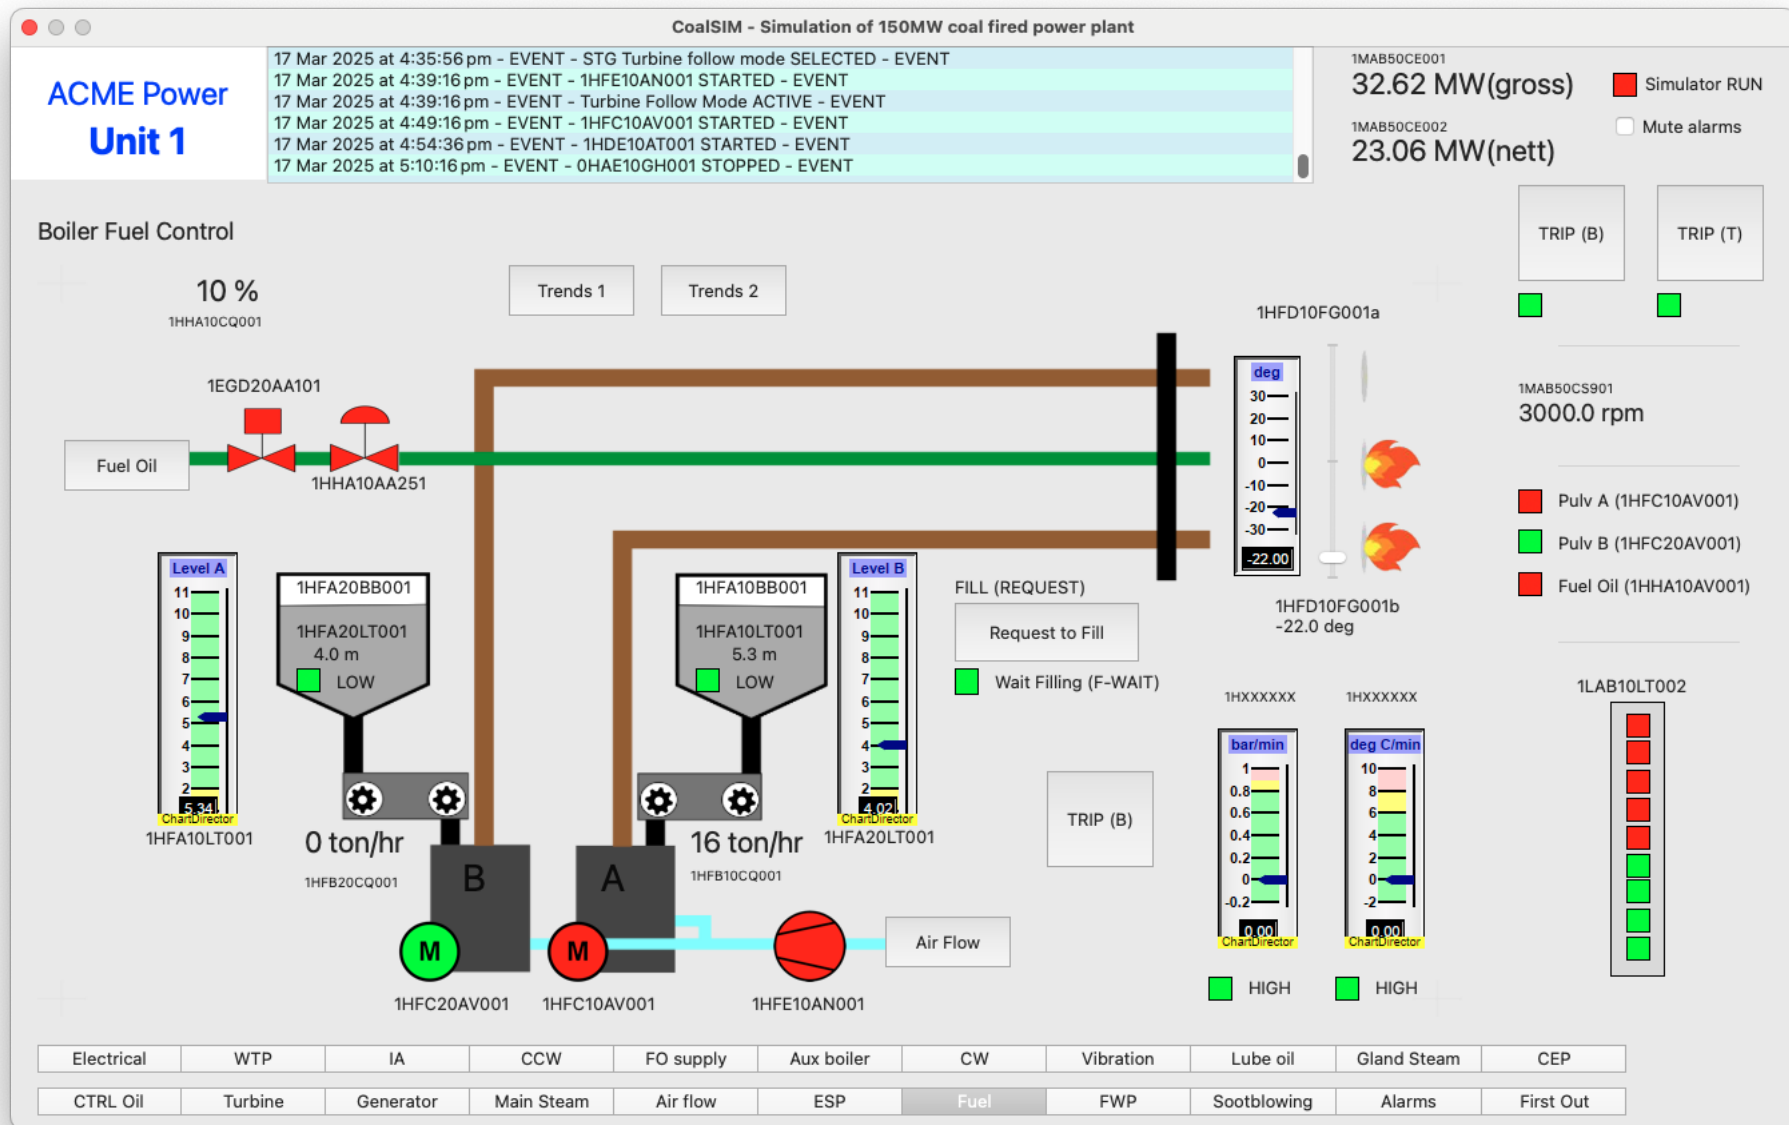 CoalSIM - Simulation of 150MW coal fired power plant
ACME Power
Unit 1
17 Mar 2025 at 4:35:56 pm - EVENT - STG Turbine follow mode SELECTED - EVENT
17 Mar 2025 at 4:39:16 pm - EVENT - 1HFE10AN001 STARTED - EVENT
17 Mar 2025 at 4:39:16 pm - EVENT - Turbine Follow Mode ACTIVE - EVENT
17 Mar 2025 at 4:49:16 pm - EVENT - 1HFC10AV001 STARTED - EVENT
17 Mar 2025 at 4:54:36 pm - EVENT - 1HDE10AT001 STARTED - EVENT
17 Mar 2025 at 5:10:16 pm - EVENT - 0HAE10GH001 STOPPED - EVENT
1MAB50CE001
32.62 MW(gross)
1MAB50CE002
23.06 MW(nett)
Simulator RUN
Mute alarms
TRIP (B)
TRIP (T)
Boiler Fuel Control
10 %
1HHA10CQ001
Trends 1
Trends 2
1EGD20AA101
Fuel Oil
1HHA10AA251
1HFD10FG001a
deg
30
20
10
0
-10
-20
-30
-22.00
1HFD10FG001b
-22.0 deg
1MAB50CS901
3000.0 rpm
Pulv A (1HFC10AV001)
Pulv B (1HFC20AV001)
Fuel Oil (1HHA10AV001)
Level A
11
10
9
8
7
6
5
4
3
2
5.34
ChartDirector
1HFA10LT001
1HFA20BB001
1HFA20LT001
4.0 m
LOW
1HFA10BB001
1HFA10LT001
5.3 m
LOW
Level B
11
10
9
8
7
6
5
4
3
2
4.02
ChartDirector
1HFA20LT001
FILL (REQUEST)
Request to Fill
Wait Filling (F-WAIT)
0 ton/hr
1HFB20CQ001
16 ton/hr
1HFB10CQ001
B
A
M
M
1HFC20AV001
1HFC10AV001
1HFE10AN001
Air Flow
TRIP (B)
1HXXXXXX
bar/min
1
0.8
0.6
0.4
0.2
0
-0.2
0.00
ChartDirector
HIGH
1HXXXXXX
deg C/min
10
8
6
4
2
0
-2
0.00
ChartDirector
HIGH
1LAB10LT002
Electrical
WTP
IA
CCW
FO supply
Aux boiler
CW
Vibration
Lube oil
Gland Steam
CEP
CTRL Oil
Turbine
Generator
Main Steam
Air flow
ESP
Fuel
FWP
Sootblowing
Alarms
First Out